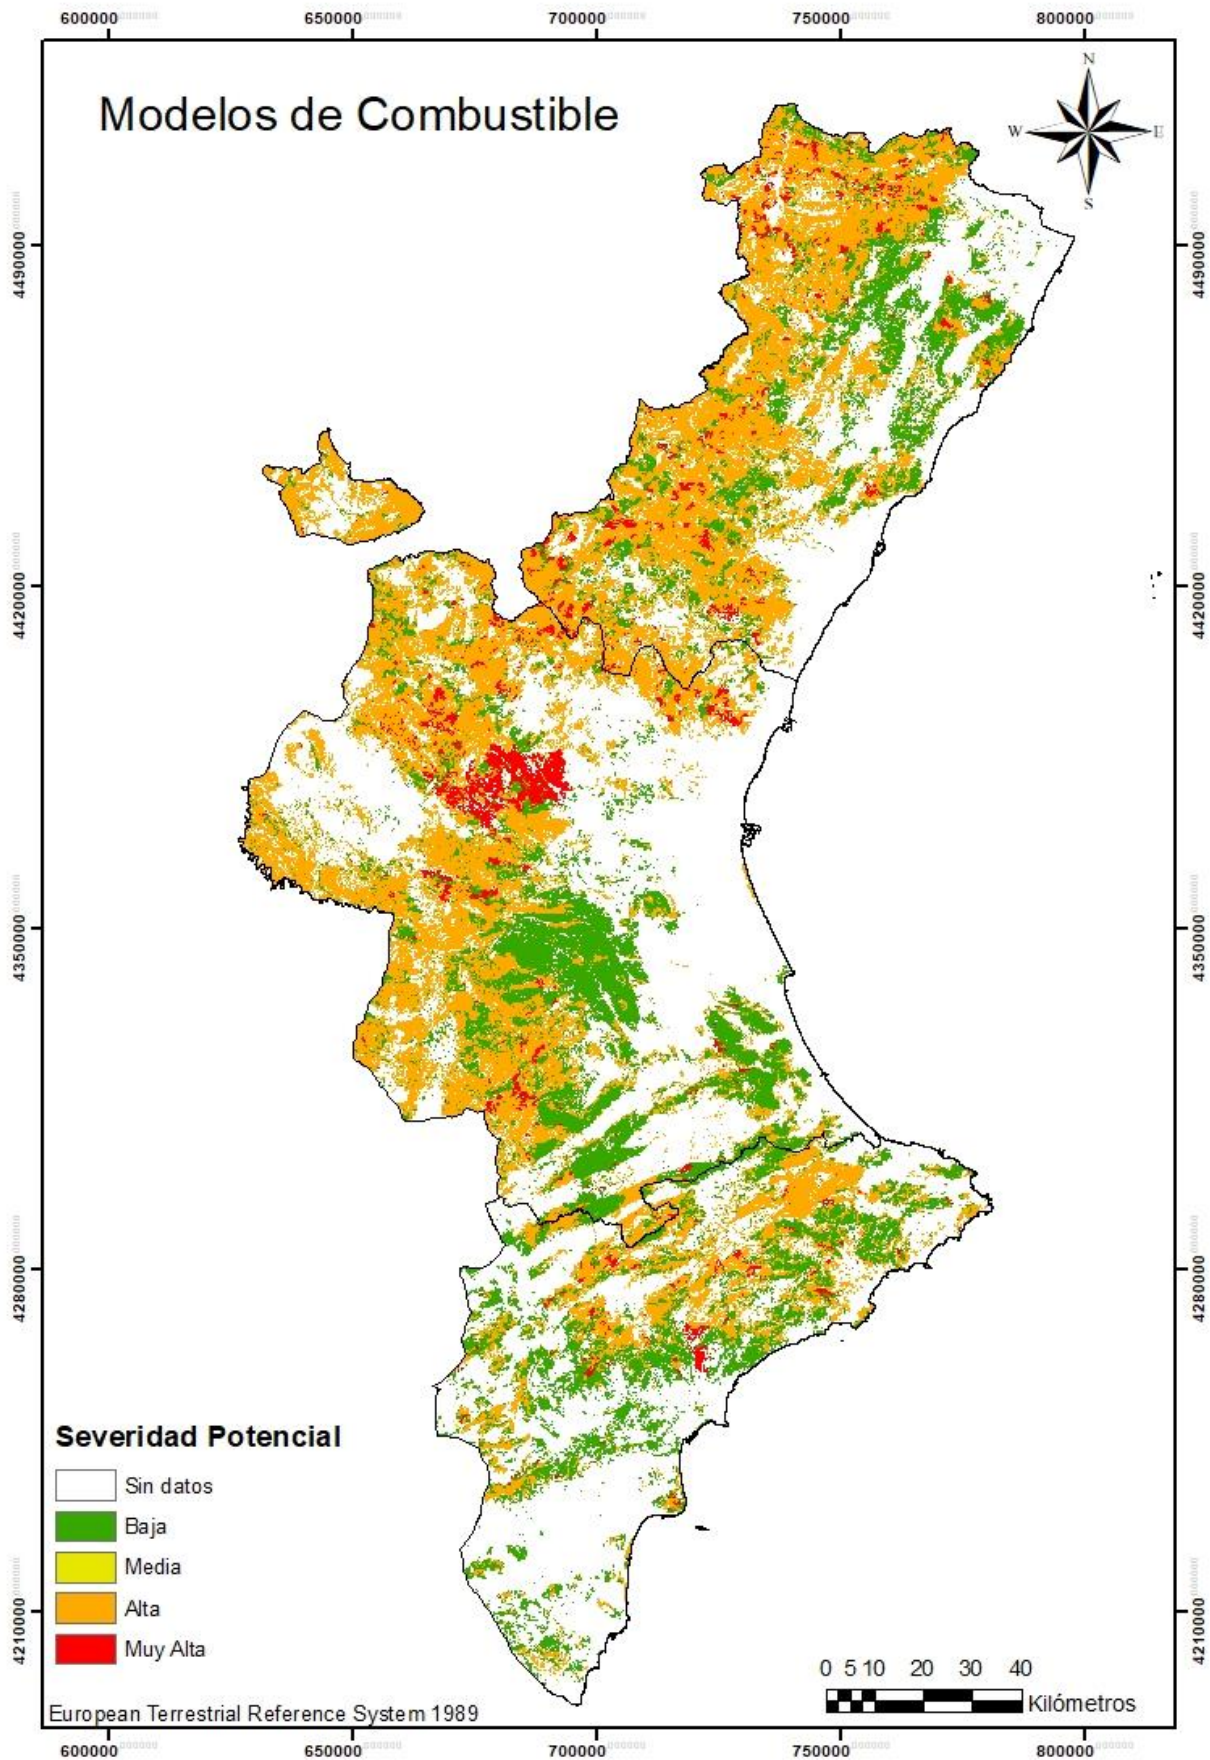 600000 650000 700000 750000 800000
Modelos de Combustible
N
W E
S
4490000 4490000
4420000 4420000
4350000 4350000
4280000 4280000
4210000 4210000
Severidad Potencial
Sin datos
Baja
Media
Alta
Muy Alta
0 5 10 20 30 40
Kilómetros
European Terrestrial Reference System 1989
600000 650000 700000 750000 800000